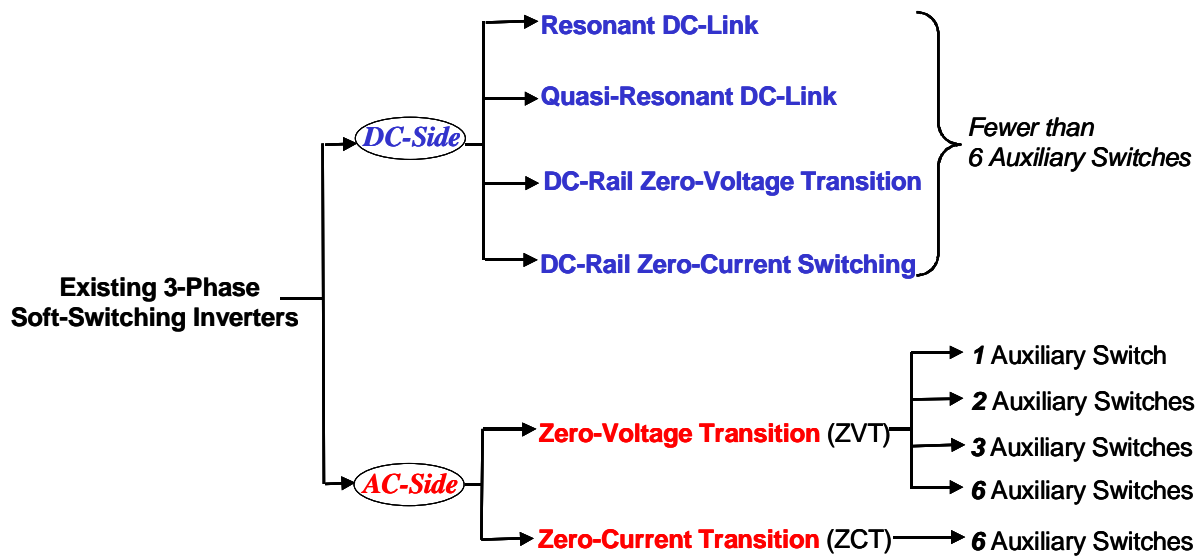 Existing 3-Phase
Soft-Switching Inverters
DC-Side
Resonant DC-Link
Quasi-Resonant DC-Link
DC-Rail Zero-Voltage Transition
DC-Rail Zero-Current Switching
Fewer than
6 Auxiliary Switches
AC-Side
Zero-Voltage Transition (ZVT)
1 Auxiliary Switch
2 Auxiliary Switches
3 Auxiliary Switches
6 Auxiliary Switches
Zero-Current Transition (ZCT)
6 Auxiliary Switches